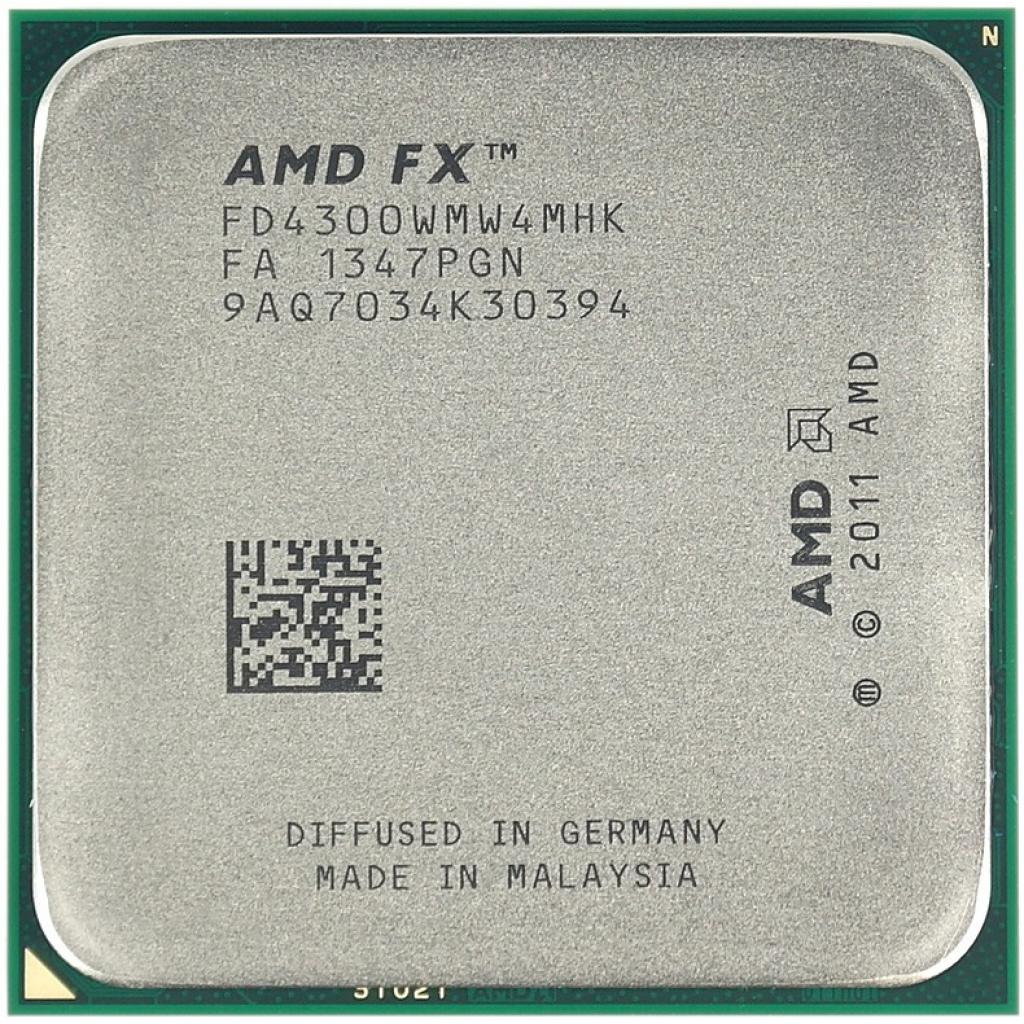 N
AMD FX™
FD4300WMW4MHK
FA 1347PGN
9AQ7034K30394
AMD
Ⓜ © 2011 AMD
DIFFUSED IN GERMANY
MADE IN MALAYSIA